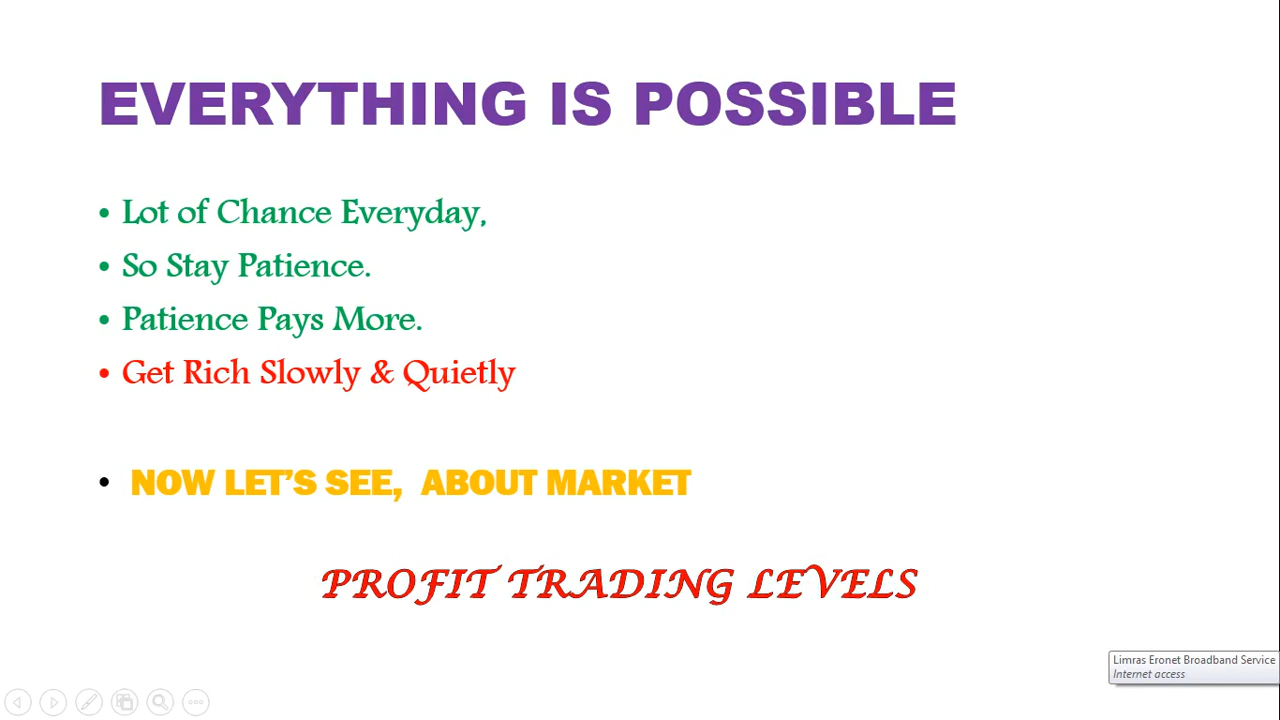 EVERYTHING IS POSSIBLE
• Lot of Chance Everyday,
• So Stay Patience.
• Patience Pays More.
• Get Rich Slowly & Quietly
• NOW LET'S SEE, ABOUT MARKET
PROFIT TRADING LEVELS
Limras Eronet Broadband Service
Internet access